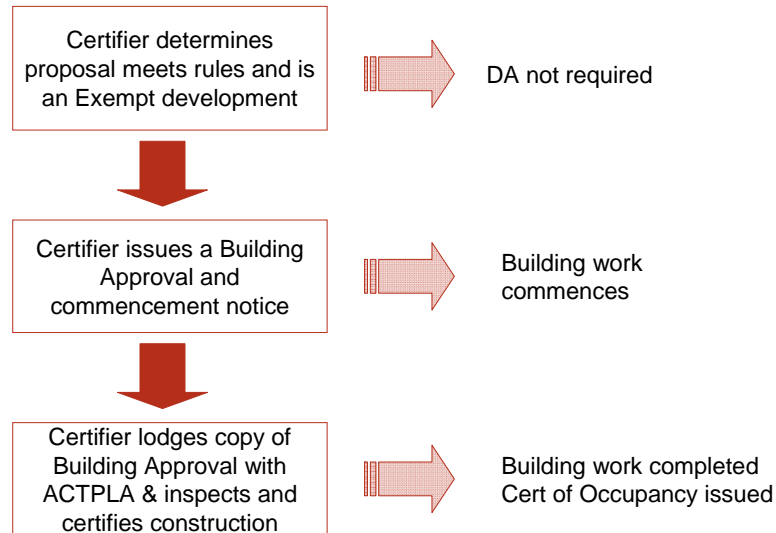 Certifier determines
proposal meets rules and is
an Exempt development
DA not required
Certifier issues a Building
Approval and
commencement notice
Building work
commences
Certifier lodges copy of
Building Approval with
ACTPLA & inspects and
certifies construction
Building work completed
Cert of Occupancy issued